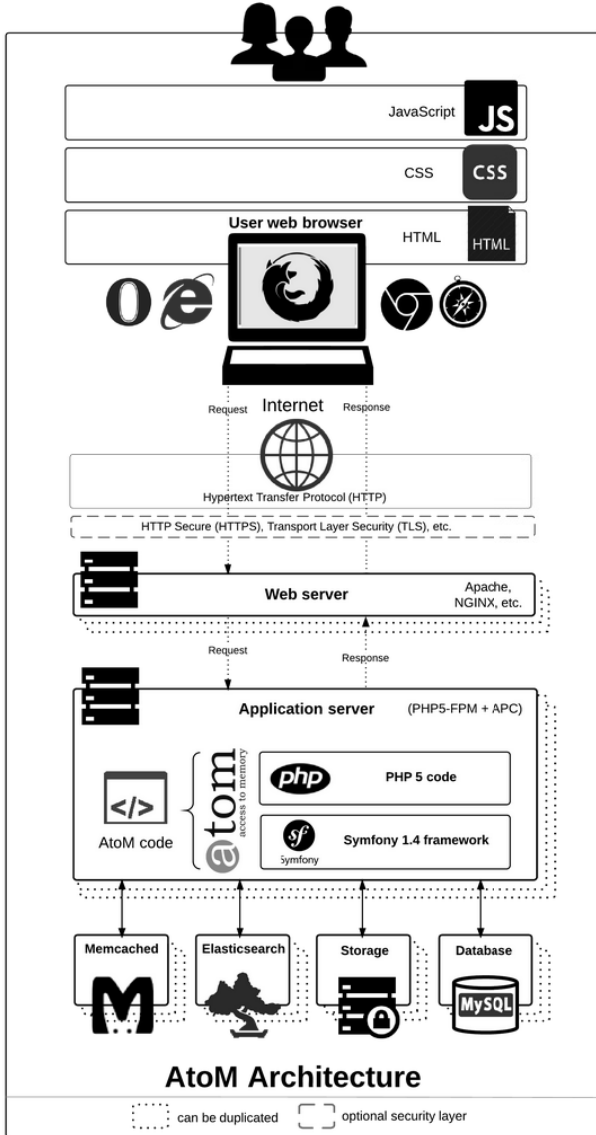 JavaScript
JS
CSS
CSS
User web browser
HTML
HTML
Request
Internet
Response
Hypertext Transfer Protocol (HTTP)
HTTP Secure (HTTPS), Transport Layer Security (TLS), etc.
Web server
Apache,
NGINX, etc.
Request
Response
Application server
(PHP5-FPM + APC)
AtoM code
</>
atom
access to memory
php
PHP 5 code
sf
Symfony
Symfony 1.4 framework
Memcached
Elasticsearch
Storage
Database
M
MySQL
AtoM Architecture
can be duplicated
optional security layer